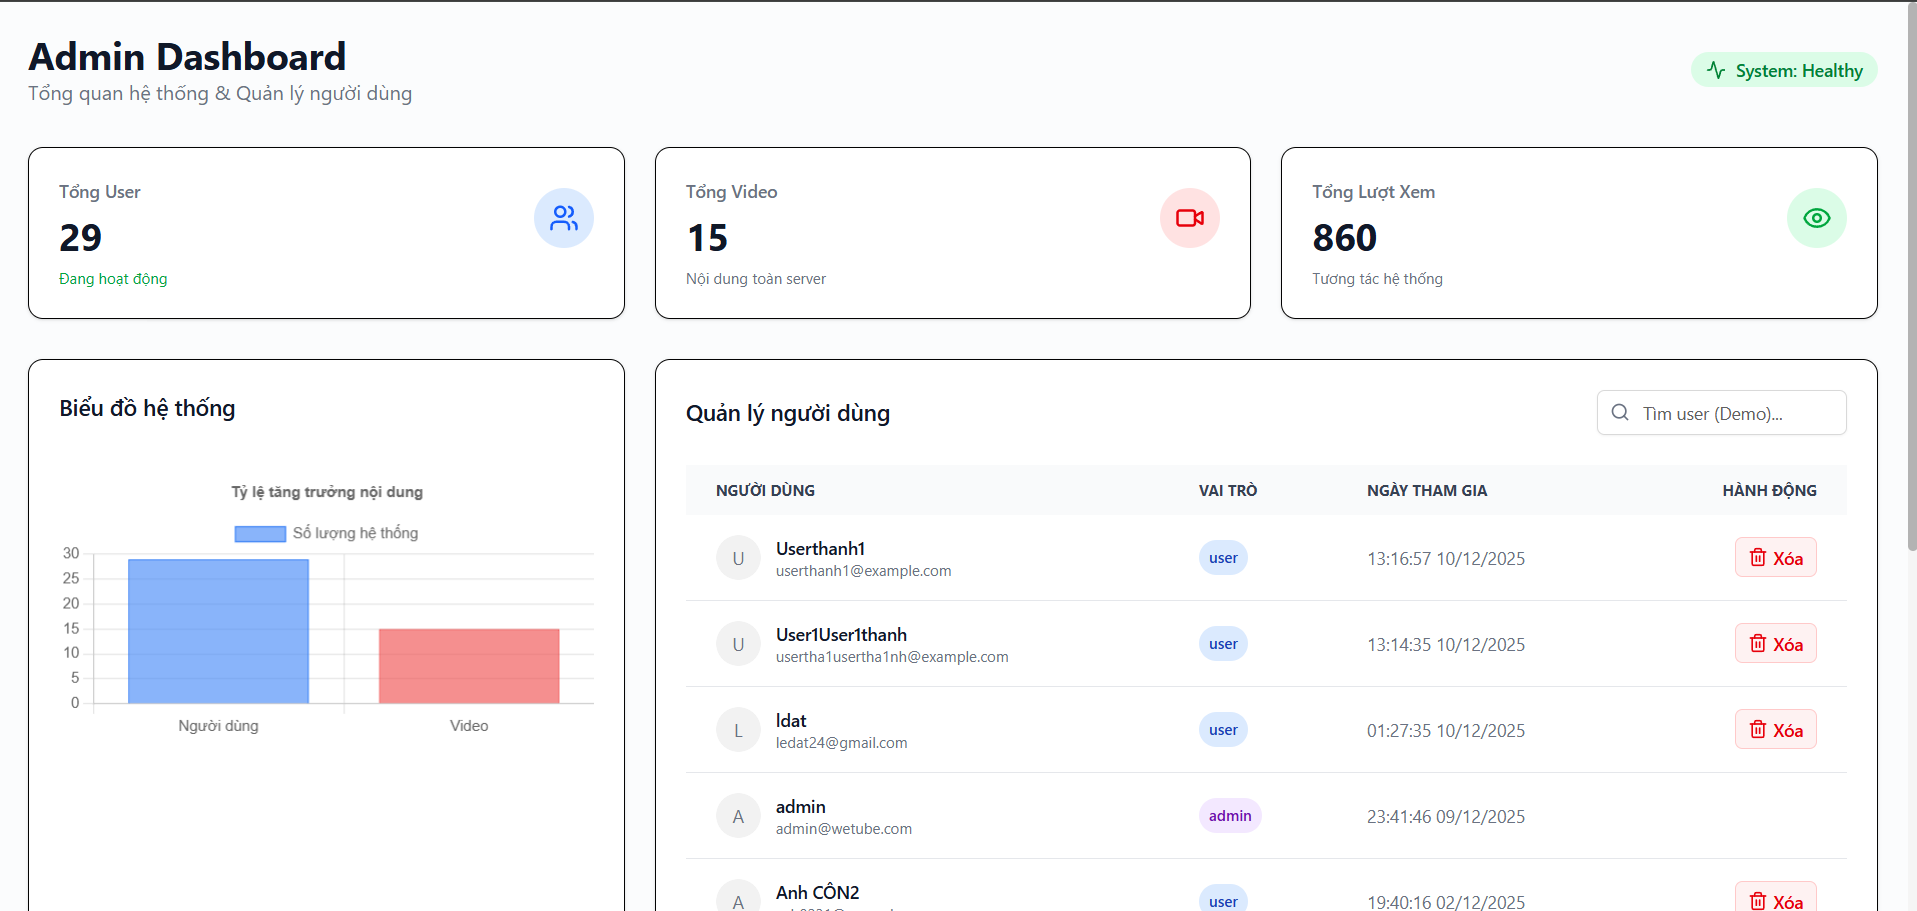 Admin Dashboard
Tổng quan hệ thống & Quản lý người dùng
System: Healthy
Tổng User
29
Đang hoạt động
Tổng Video
15
Nội dung toàn server
Tổng Lượt Xem
860
Tương tác hệ thống
Biểu đồ hệ thống
Tỷ lệ tăng trưởng nội dung
Số lượng hệ thống
30
25
20
15
10
5
0
Người dùng Video
Quản lý người dùng
Tìm user (Demo)...
NGƯỜI DÙNG VAI TRÒ NGÀY THAM GIA HÀNH ĐỘNG
U Userthanh1 user 13:16:57 10/12/2025 Xóa
userthanh1@example.com
U User1User1thanh user 13:14:35 10/12/2025 Xóa
usertha1usertha1nh@example.com
L ldat user 01:27:35 10/12/2025 Xóa
ledat24@gmail.com
A admin admin 23:41:46 09/12/2025
admin@wetube.com
A Anh CÔN2 user 19:40:16 02/12/2025 Xóa